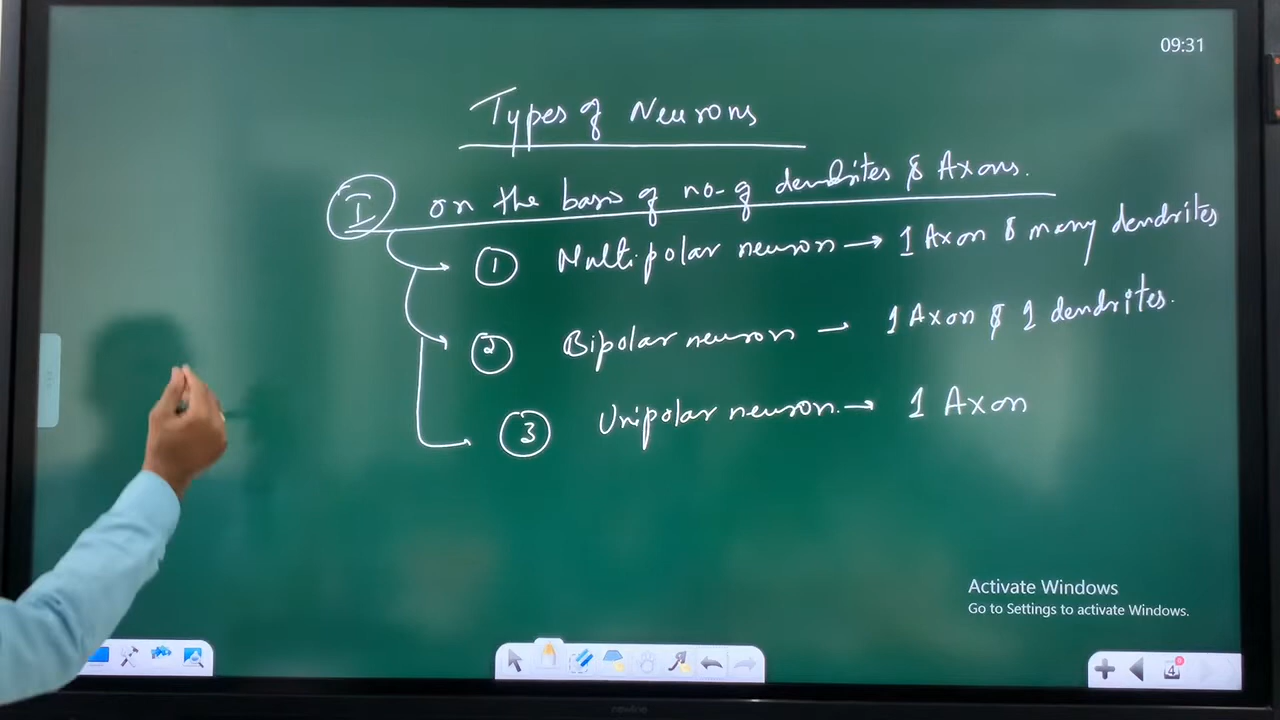 09:31
Types of Neurons
I on the basis of no- of dendrites & Axons.
1 Multipolar neuron → 1 Axon & many dendrites
2 Bipolar neuron — 1 Axon & 1 dendrites.
3 Unipolar neuron. → 1 Axon
Activate Windows
Go to Settings to activate Windows.
4
newline